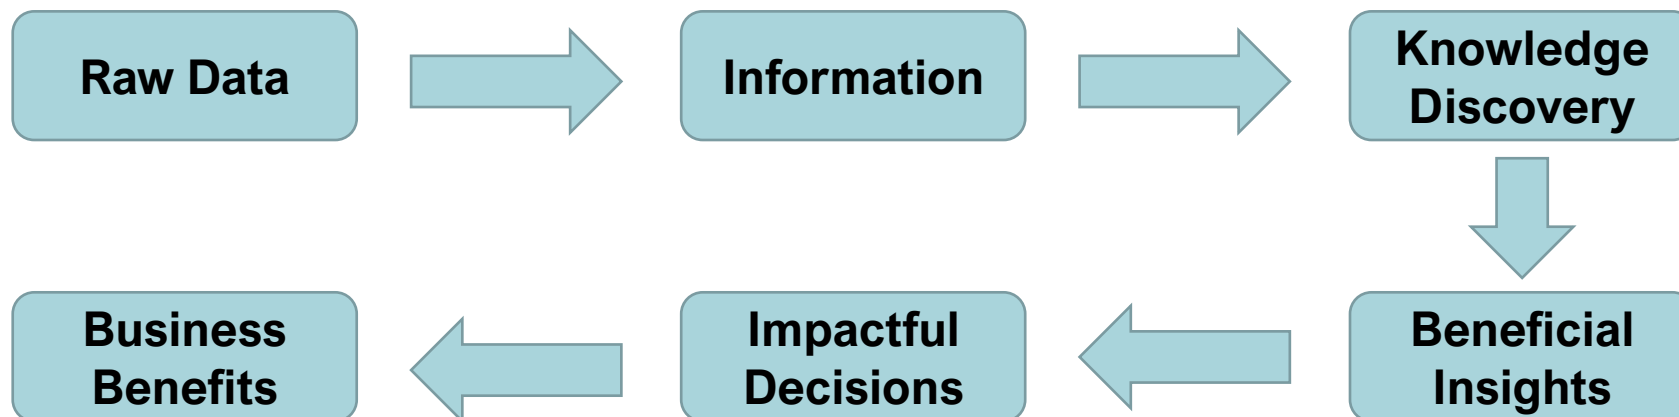 Raw Data
Information
Knowledge
Discovery
Beneficial
Insights
Impactful
Decisions
Business
Benefits